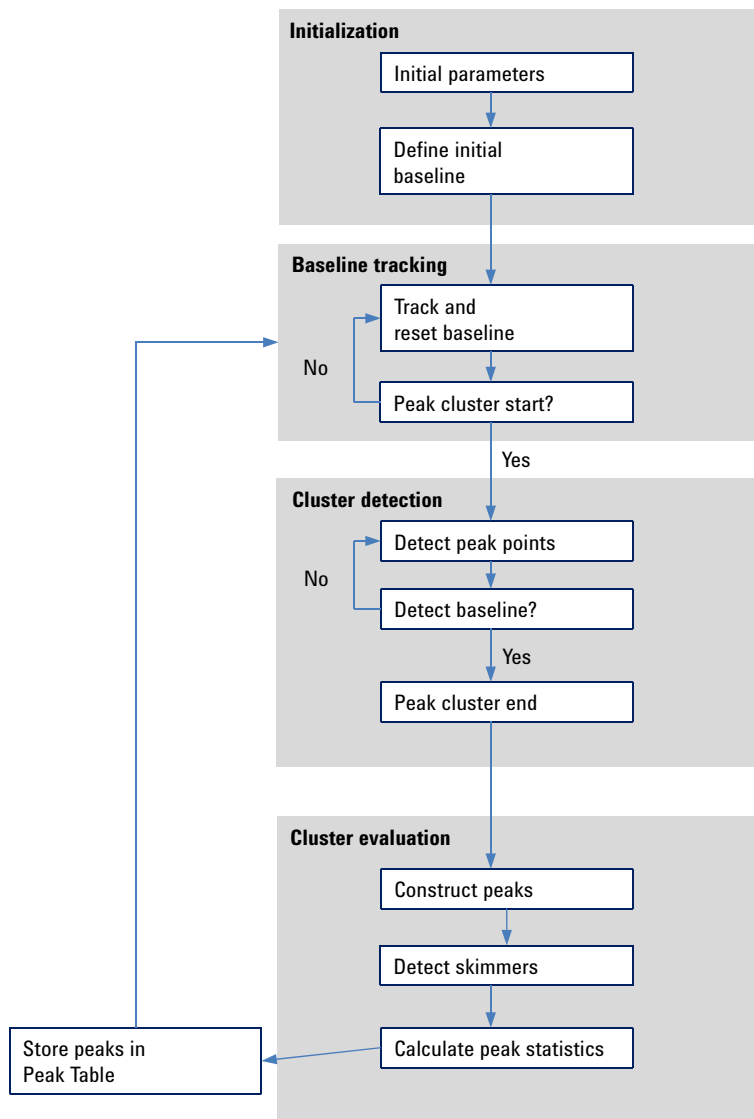 Initialization
Initial parameters
Define initial
baseline
Baseline tracking
Track and
reset baseline
No
Peak cluster start?
Yes
Cluster detection
Detect peak points
No
Detect baseline?
Yes
Peak cluster end
Cluster evaluation
Construct peaks
Detect skimmers
Calculate peak statistics
Store peaks in
Peak Table